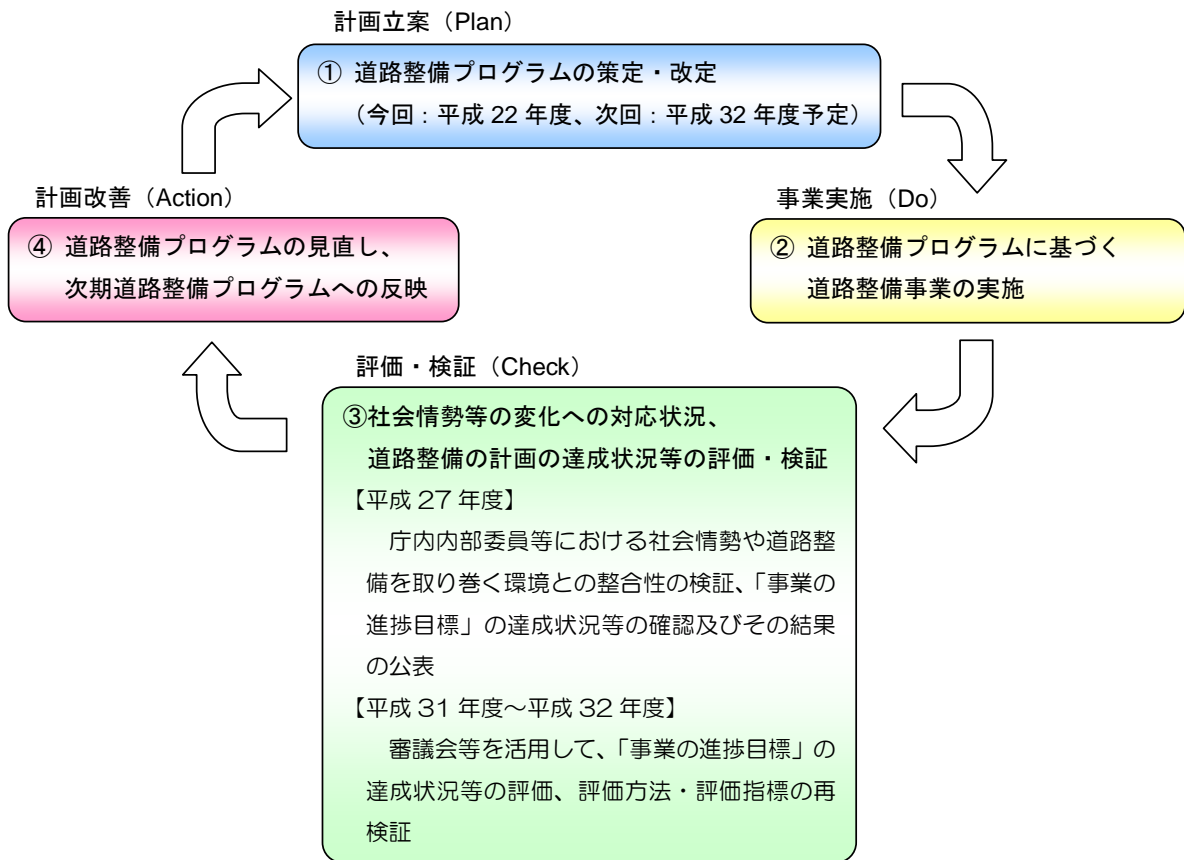 計画立案（Plan）
① 道路整備プログラムの策定・改定
（今回：平成 22 年度、次回：平成 32 年度予定）
事業実施（Do）
② 道路整備プログラムに基づく
道路整備事業の実施
評価・検証（Check）
③社会情勢等の変化への対応状況、
道路整備の計画の達成状況等の評価・検証
【平成 27 年度】
庁内内部委員等における社会情勢や道路整
備を取り巻く環境との整合性の検証、「事業の
進捗目標」の達成状況等の確認及びその結果
の公表
【平成 31 年度～平成 32 年度】
審議会等を活用して、「事業の進捗目標」の
達成状況等の評価、評価方法・評価指標の再
検証
計画改善（Action）
④ 道路整備プログラムの見直し、
次期道路整備プログラムへの反映